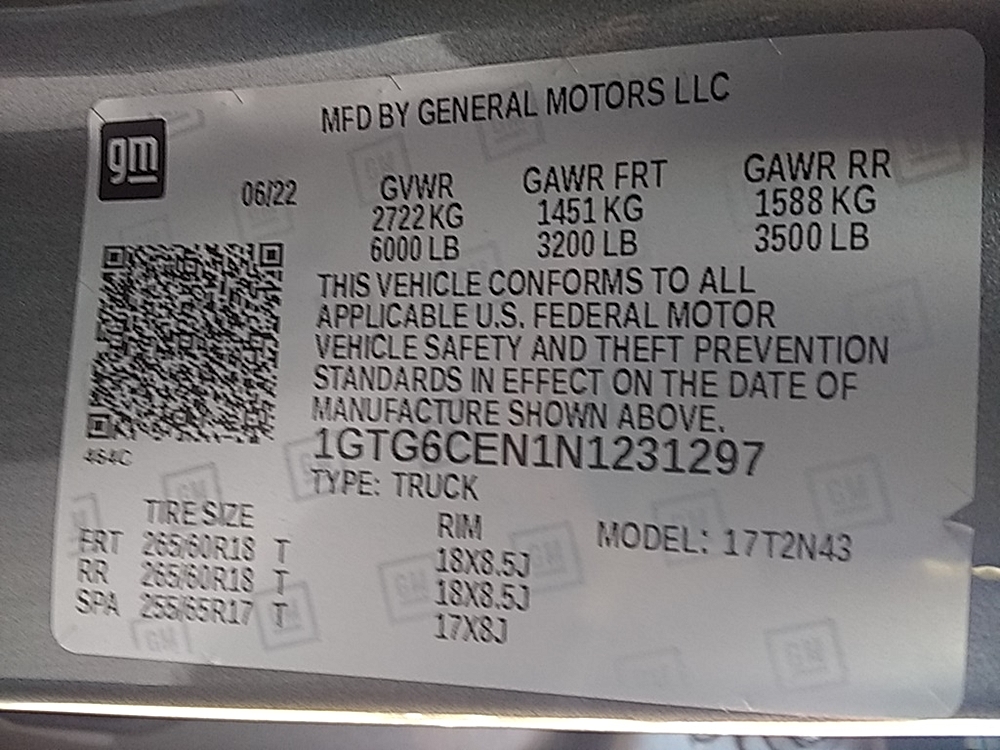 MFD BY GENERAL MOTORS LLC
gm
06/22
GVWR GAWR FRT GAWR RR
2722 KG 1451 KG 1588 KG
6000 LB 3200 LB 3500 LB
THIS VEHICLE CONFORMS TO ALL
APPLICABLE U.S. FEDERAL MOTOR
VEHICLE SAFETY AND THEFT PREVENTION
STANDARDS IN EFFECT ON THE DATE OF
MANUFACTURE SHOWN ABOVE.
1GTG6CEN1N1231297
464C
TYPE: TRUCK
TIRE SIZE RIM MODEL: 17T2N43
FRT 265/60R18 T 18X8.5J
RR 265/60R18 T 18X8.5J
SPA 255/65R17 T 17X8J